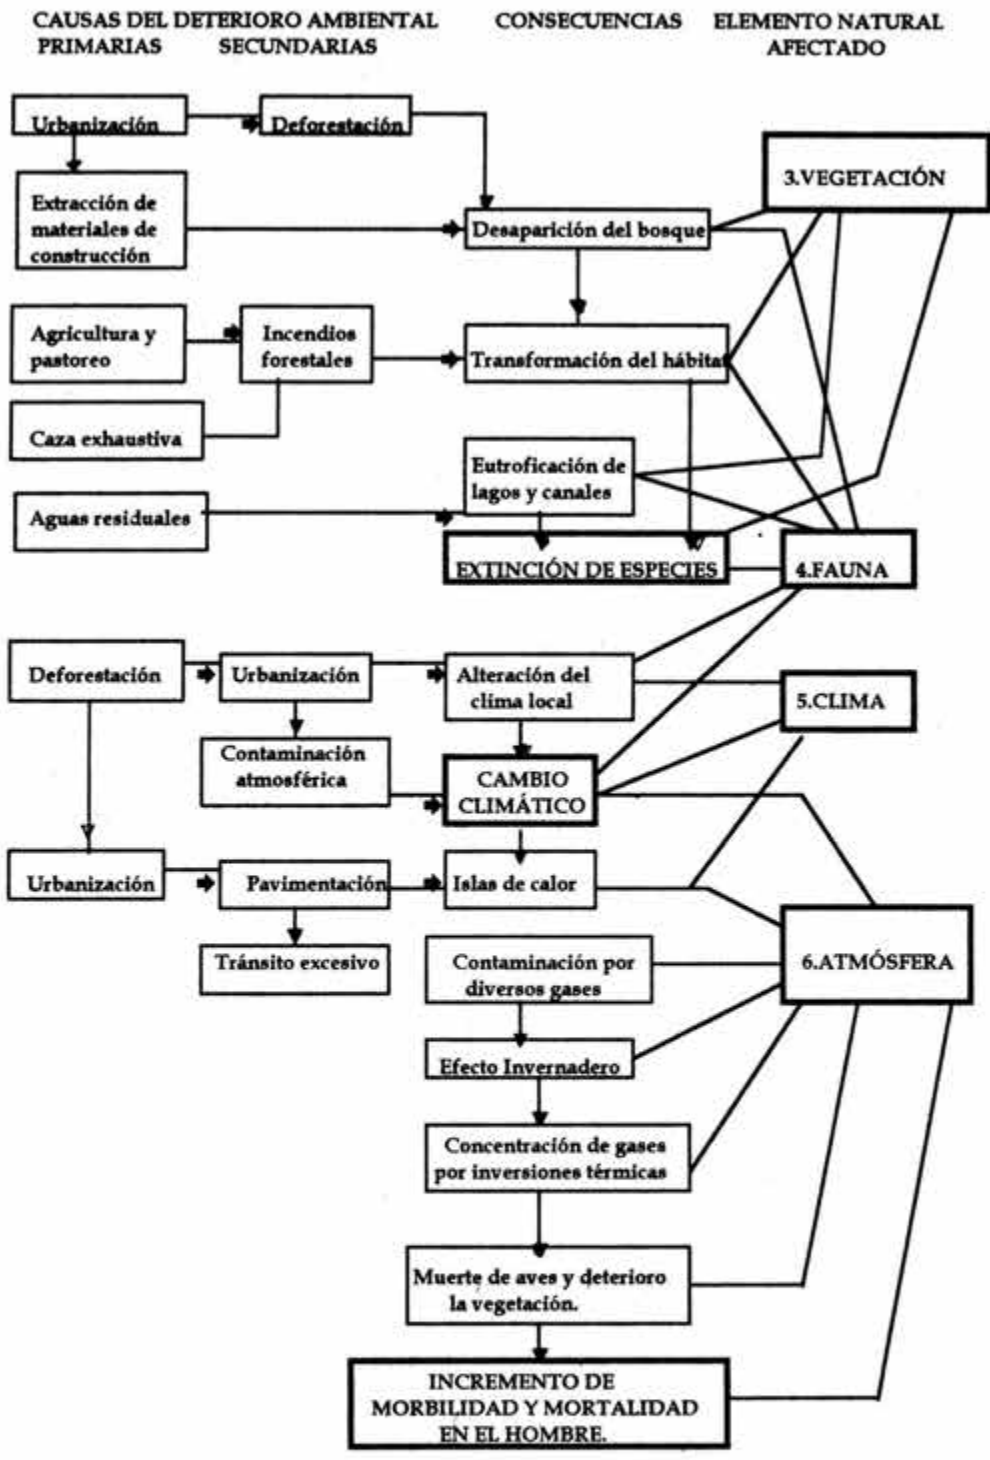 CAUSAS DEL DETERIORO AMBIENTAL
PRIMARIAS
SECUNDARIAS
CONSECUENCIAS
ELEMENTO NATURAL
AFECTADO
Urbanización
Deforestación
3.VEGETACIÓN
Extracción de
materiales de
construcción
Desaparición del bosque
Agricultura y
pastoreo
Incendios
forestales
Transformación del hábitat
Caza exhaustiva
Eutroficación de
lagos y canales
Aguas residuales
EXTINCIÓN DE ESPECIES
4.FAUNA
Deforestación
Urbanización
Alteración del
clima local
5.CLIMA
Contaminación
atmosférica
CAMBIO
CLIMÁTICO
Urbanización
Pavimentación
Islas de calor
Tránsito excesivo
Contaminación por
diversos gases
6.ATMÓSFERA
Efecto Invernadero
Concentración de gases
por inversiones térmicas
Muerte de aves y deterioro
la vegetación.
INCREMENTO DE
MORBILIDAD Y MORTALIDAD
EN EL HOMBRE.